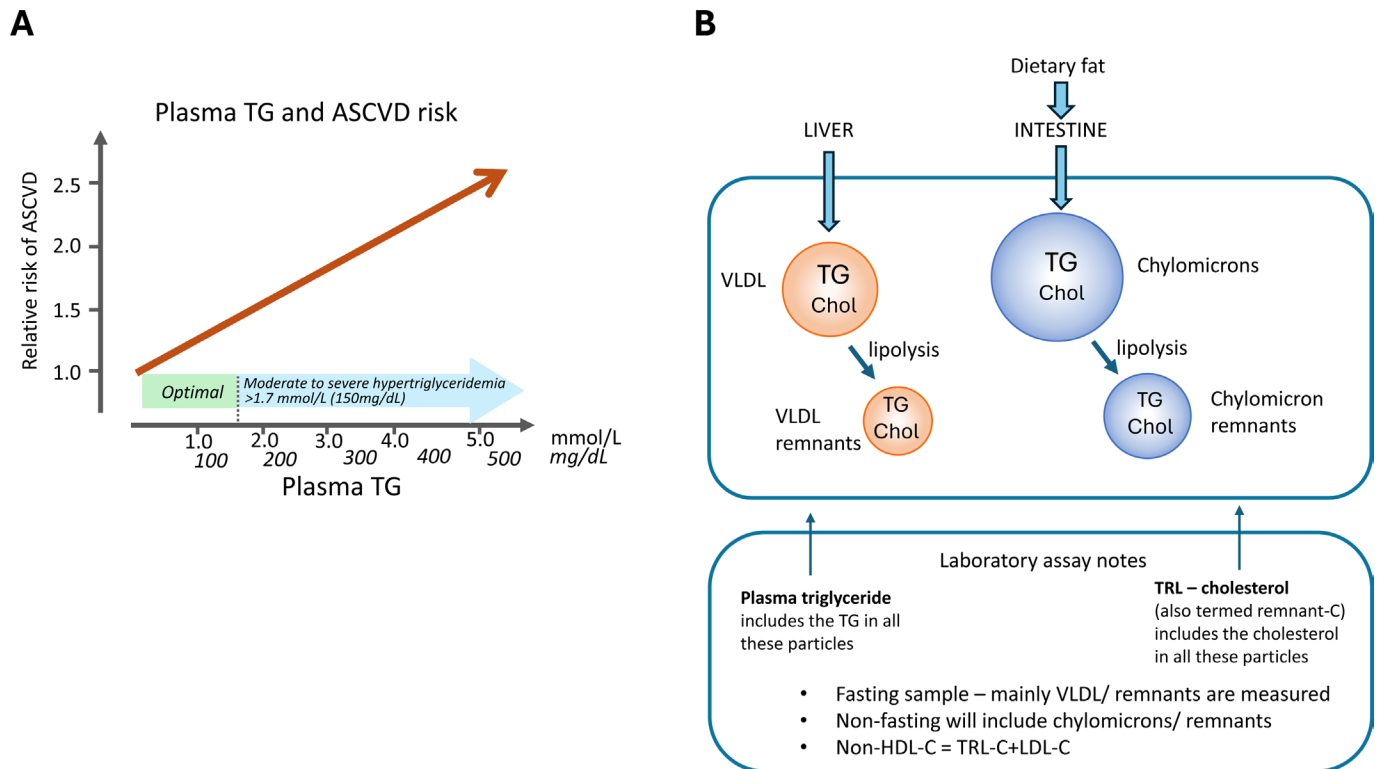 A
Plasma TG and ASCVD risk
Relative risk of ASCVD
2.5
2.0
1.5
1.0
Optimal
Moderate to severe hypertriglyceridemia
>1.7 mmol/L (150mg/dL)
1.0 2.0 3.0 4.0 5.0 mmol/L
100 200 300 400 500 mg/dL
Plasma TG
B
Dietary fat
LIVER
INTESTINE
VLDL
TG
Chol
TG
Chol
Chylomicrons
lipolysis
lipolysis
VLDL
remnants
TG
Chol
TG
Chol
Chylomicron
remnants
Laboratory assay notes
Plasma triglyceride
includes the TG in all
these particles
TRL – cholesterol
(also termed remnant-C)
includes the cholesterol
in all these particles
• Fasting sample – mainly VLDL/ remnants are measured
• Non-fasting will include chylomicrons/ remnants
• Non-HDL-C = TRL-C+LDL-C